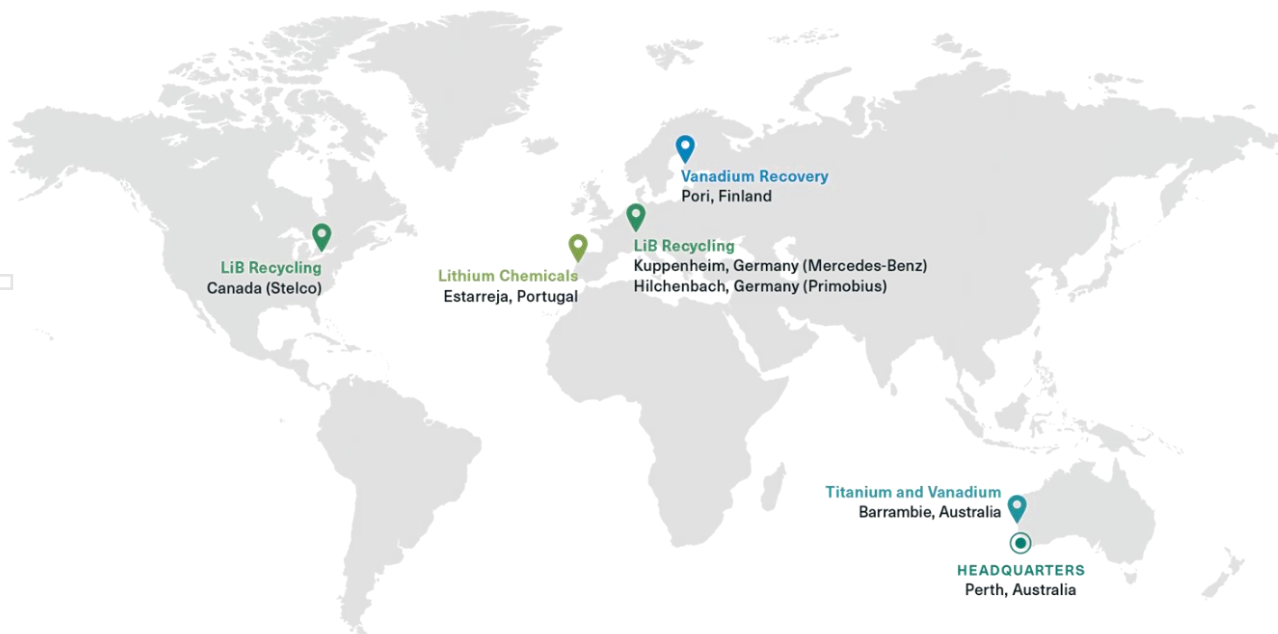 Vanadium Recovery
Pori, Finland
LiB Recycling
Kuppenheim, Germany (Mercedes-Benz)
Hilchenbach, Germany (Primobius)
LiB Recycling
Canada (Stelco)
Lithium Chemicals
Estarreja, Portugal
Titanium and Vanadium
Barrambie, Australia
HEADQUARTERS
Perth, Australia